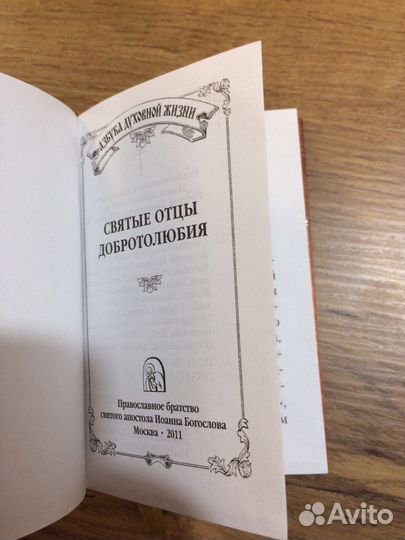 АЗБУКА ДУХОВНОЙ ЖИЗНИ
СВЯТЫЕ ОТЦЫ
ДОБРОТОЛЮБИЯ
Православное братство
святого апостола Иоанна Богослова
Москва • 2011
Avito